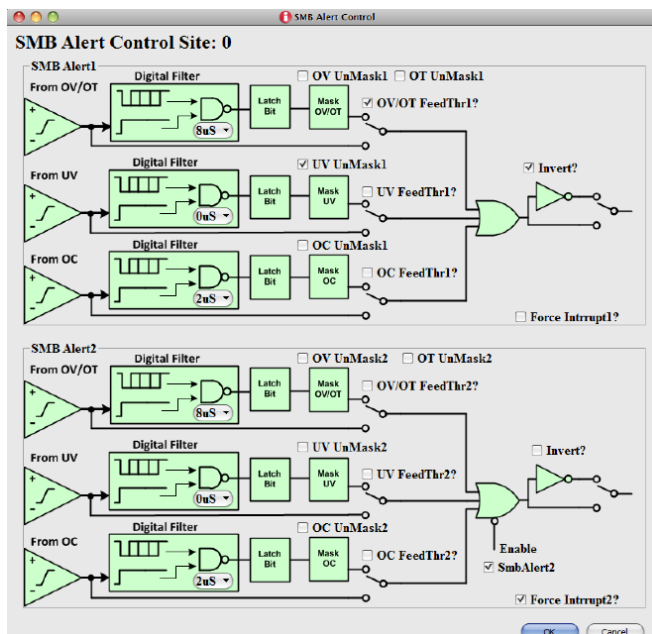 SMB Alert Control
SMB Alert Control Site: 0
SMB Alert1
From OV/OT
Digital Filter
8uS
Latch
Bit
Mask
OV/OT
OV UnMask1
OT UnMask1
OV/OT FeedThr1?
From UV
Digital Filter
0uS
Latch
Bit
Mask
UV
UV UnMask1
UV FeedThr1?
Invert?
From OC
Digital Filter
2uS
Latch
Bit
Mask
OC
OC UnMask1
OC FeedThr1?
Force Intrrupt1?
SMB Alert2
From OV/OT
Digital Filter
8uS
Latch
Bit
Mask
OV/OT
OV UnMask2
OT UnMask2
OV/OT FeedThr2?
From UV
Digital Filter
0uS
Latch
Bit
Mask
UV
UV UnMask2
UV FeedThr2?
Invert?
From OC
Digital Filter
2uS
Latch
Bit
Mask
OC
OC UnMask2
OC FeedThr2?
Enable
SmbAlert2
Force Intrrupt2?
OK
Cancel